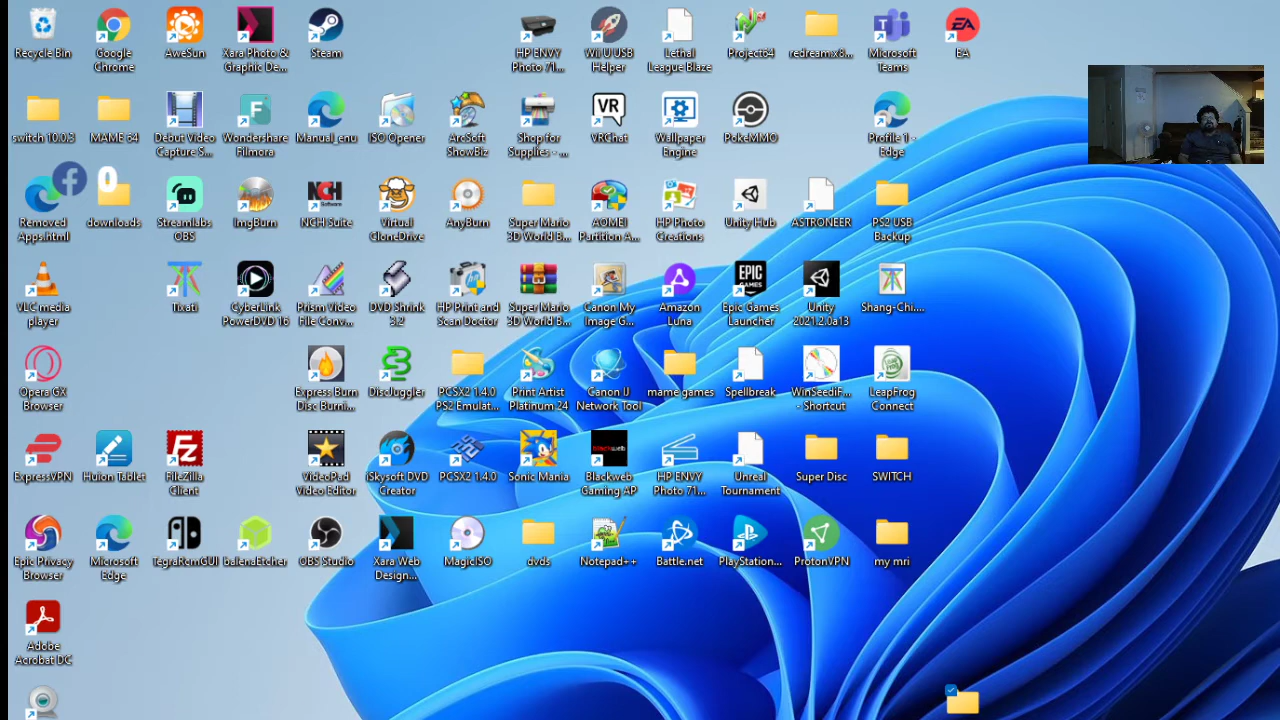 Recycle Bin
Google
Chrome
AweSun
Xara Photo &
Graphic De...
Steam
HP ENVY
Photo 71...
Wii U USB
Helper
Lethal
League Blaze
Project64
redream.x8...
Microsoft
Teams
EA
EA
switch 10.0.3
MAME 64
Debut Video
Capture S...
Wondershare
Filmora
Manual_enu
ISO Opener
ArcSoft
ShowBiz
Shop for
Supplies - ...
VR
VRChat
Wallpaper
Engine
PokeMMO
Profile 1 -
Edge
Removed
Apps.html
0
downloads
Streamlabs
OBS
ImgBurn
NCH
NCH Suite
Virtual
CloneDrive
AnyBurn
Super Mario
3D World B...
AOMEI
Partition A...
HP Photo
Creations
Unity Hub
ASTRONEER
PS2 USB
Backup
VLC media
player
Tixati
CyberLink
PowerDVD 16
Prism Video
File Conv...
DVD Shrink
3.2
HP Print and
Scan Doctor
Super Mario
3D World B...
Canon My
Image G...
Amazon
Luna
EPIC
GAMES
Epic Games
Launcher
Unity
2021.2.0a13
Shang-Chi....
Opera GX
Browser
Express Burn
Disc Burni...
DiscJuggler
PCSX2 1.4.0
PS2 Emulat...
Print Artist
Platinum 24
Canon IJ
Network Tool
mame games
Spellbreak
WinSeedif...
- Shortcut
LeapFrog
Connect
ExpressVPN
Huion Tablet
FileZilla
Client
VideoPad
Video Editor
iSkysoft DVD
Creator
PCSX2 1.4.0
Sonic Mania
Blackweb
Gaming AP
HP ENVY
Photo 71...
Unreal
Tournament
Super Disc
SWITCH
Epic Privacy
Browser
Microsoft
Edge
TegraRcmGUI
balenaEtcher
OBS Studio
Xara Web
Design...
MagicISO
dvds
Notepad++
Battle.net
PlayStation...
ProtonVPN
my mri
Adobe
Acrobat DC